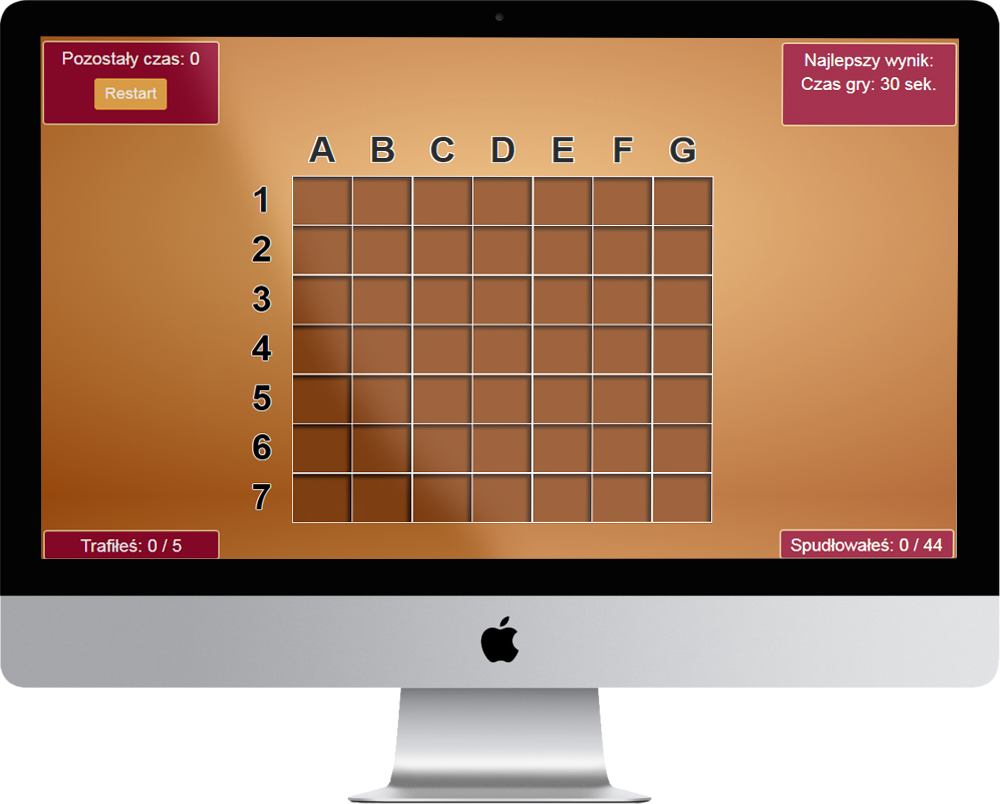 Pozostały czas: 0
Restart
Najlepszy wynik:
Czas gry: 30 sek.
A B C D E F G
1
2
3
4
5
6
7
Trafiłeś: 0 / 5
Spudłowałeś: 0 / 44